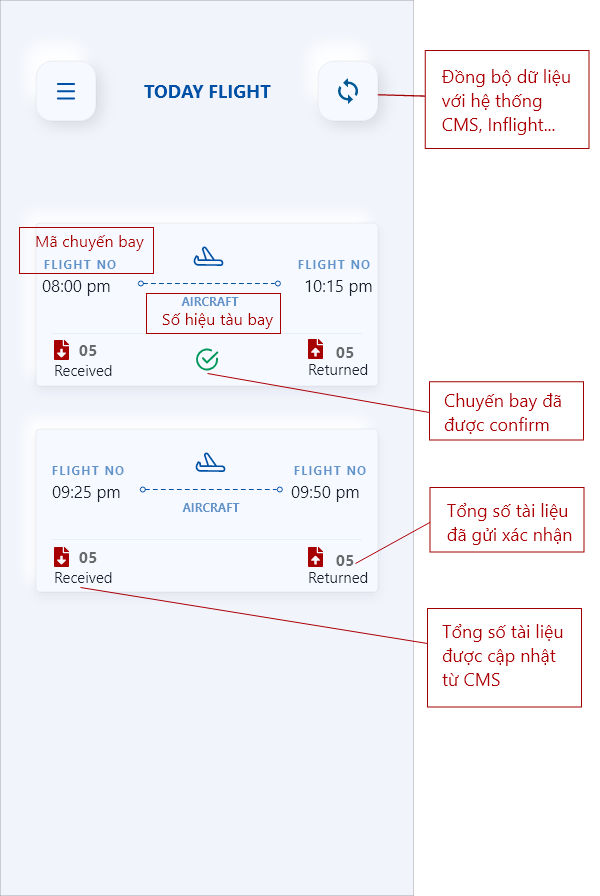 TODAY FLIGHT
Đồng bộ dữ liệu
với hệ thống
CMS, Inflight...
Mã chuyến bay
FLIGHT NO
FLIGHT NO
08:00 pm
10:15 pm
AIRCRAFT
Số hiệu tàu bay
05
Received
05
Returned
Chuyến bay đã
được confirm
FLIGHT NO
FLIGHT NO
09:25 pm
09:50 pm
AIRCRAFT
Tổng số tài liệu
đã gửi xác nhận
05
Received
05
Returned
Tổng số tài liệu
được cập nhật
từ CMS